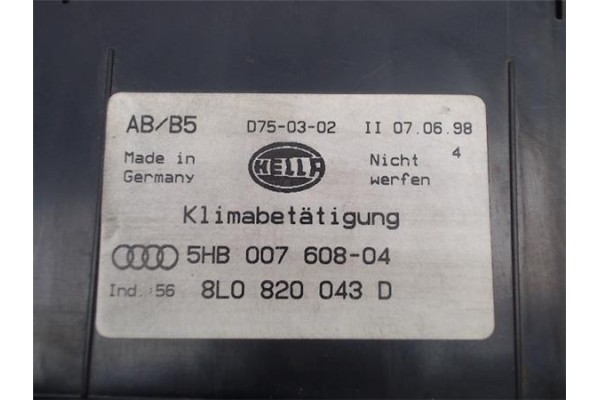 AB/B5 D75-03-02 II 07.06.98
Made in HELLA Nicht 4
Germany werfen
Klimabetätigung
5HB 007 608-04
Ind.:56 8L0 820 043 D